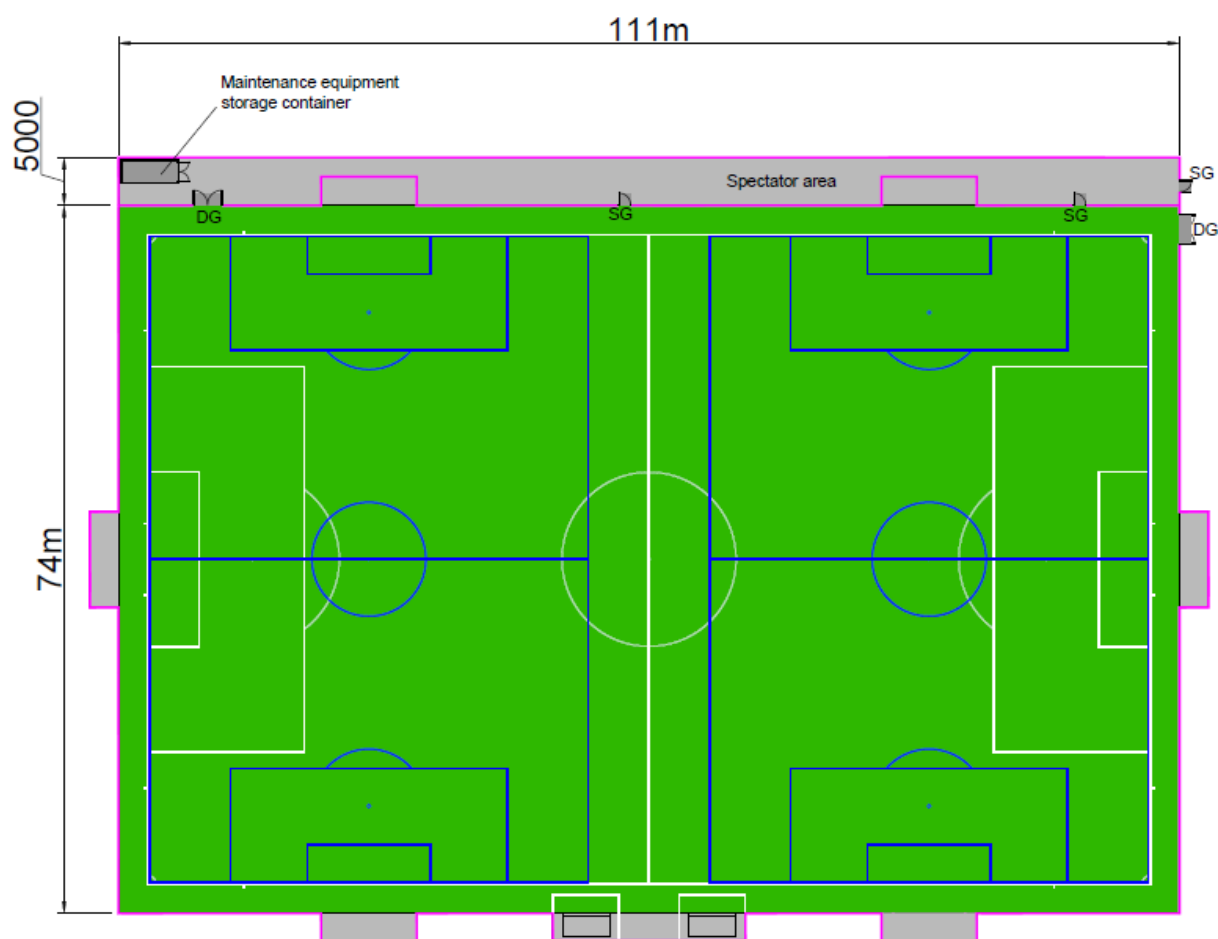 111m
Maintenance equipment
storage container
5000
Spectator area
SG
DG
SG
SG
DG
74m